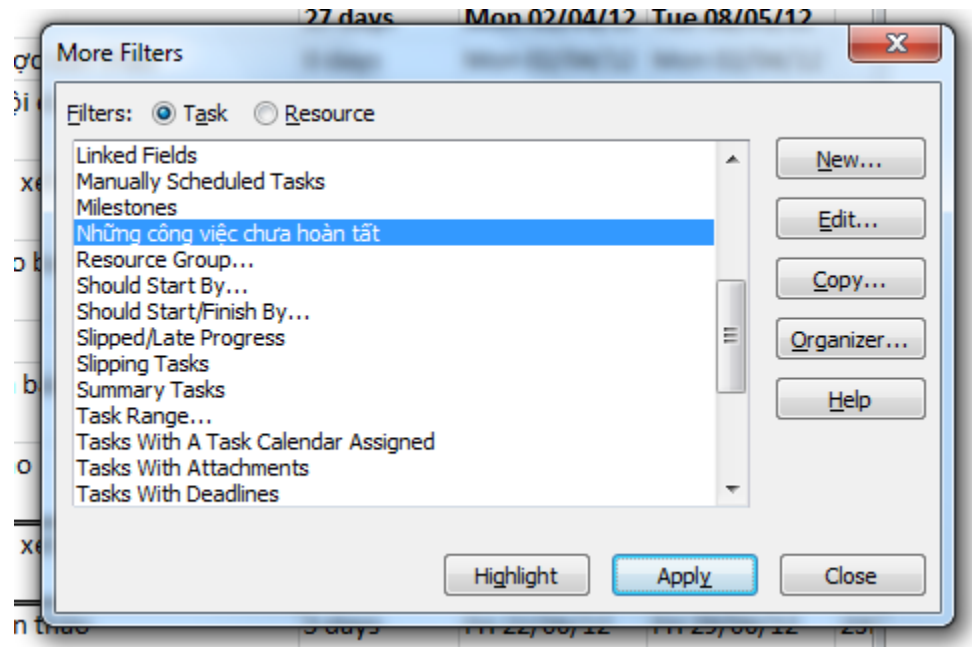 27 days Mon 02/04/12 Tue 08/05/12
More Filters
Filters: Task Resource
Linked Fields
Manually Scheduled Tasks
Milestones
Những công việc chưa hoàn tất
Resource Group...
Should Start By...
Should Start/Finish By...
Slipped/Late Progress
Slipping Tasks
Summary Tasks
Task Range...
Tasks With A Task Calendar Assigned
Tasks With Attachments
Tasks With Deadlines
New...
Edit...
Copy...
Organizer...
Help
Highlight Apply Close